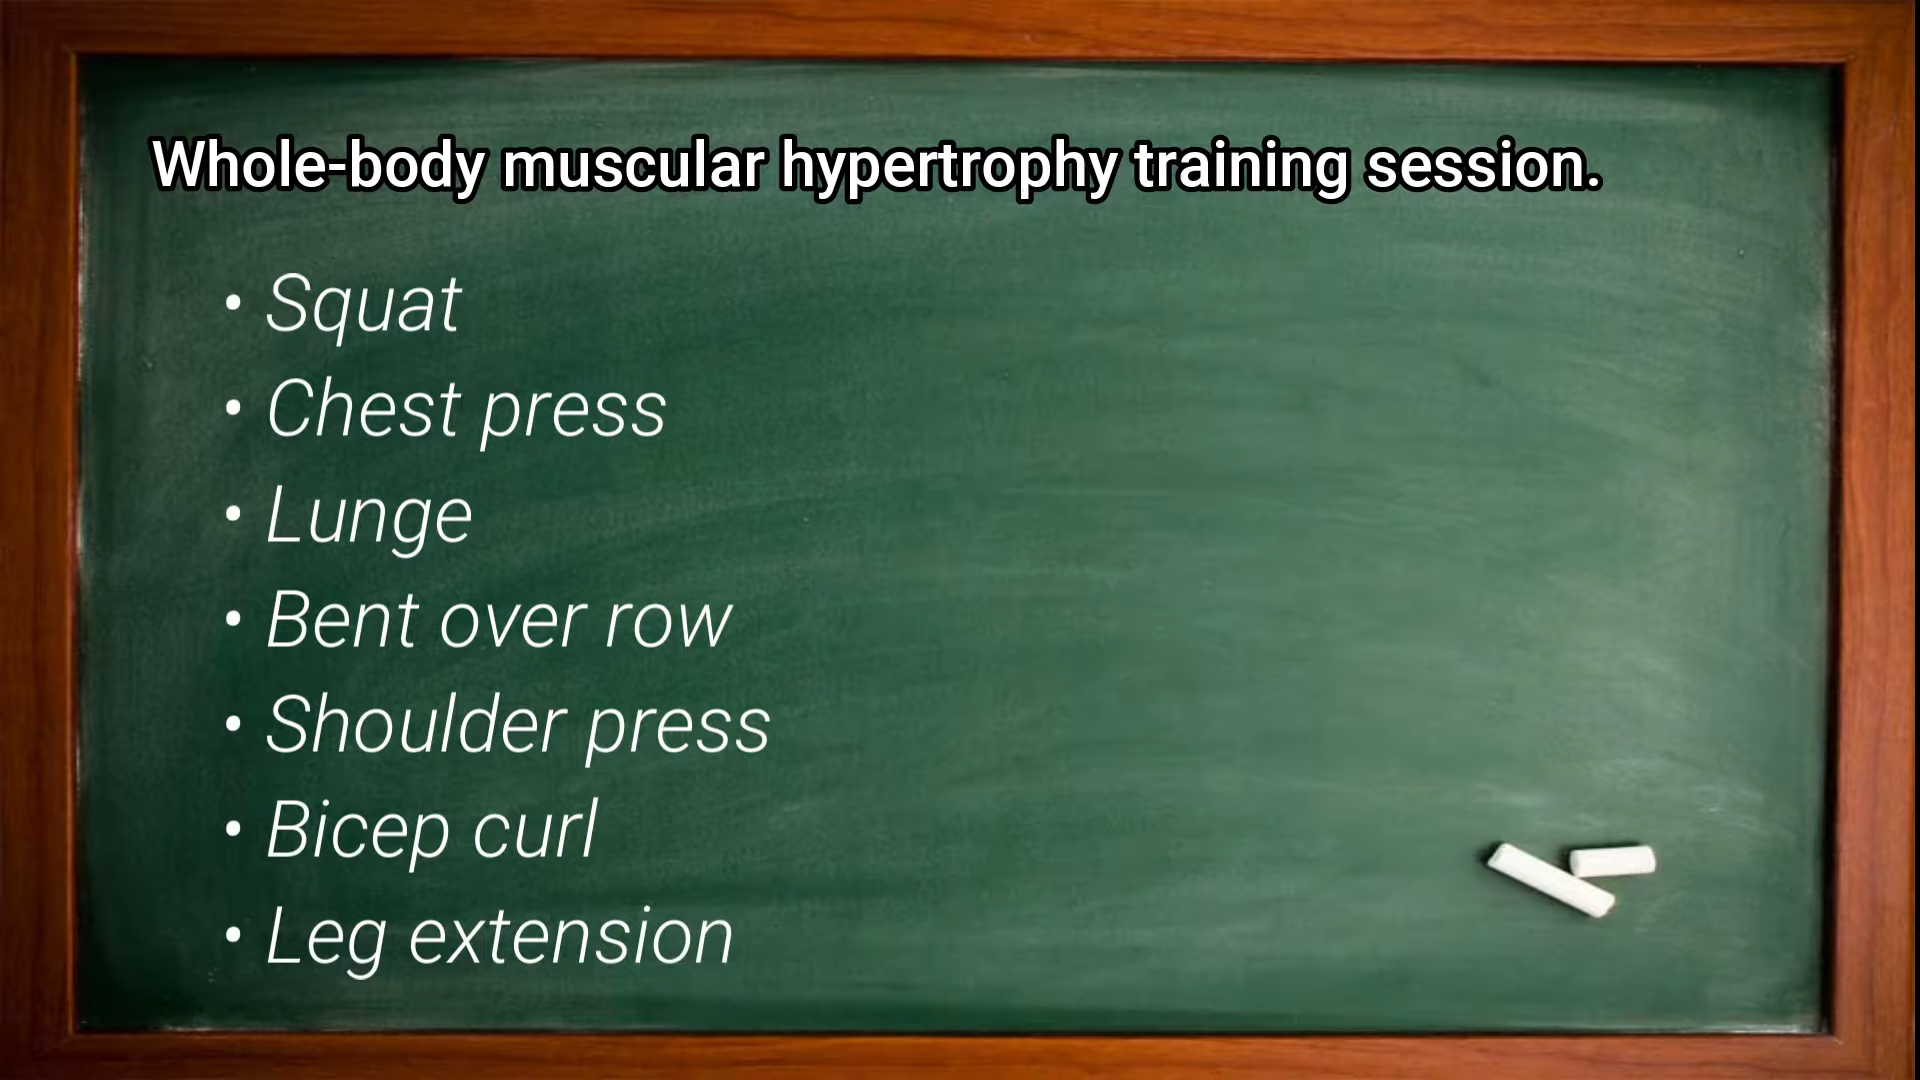 Whole-body muscular hypertrophy training session.
• Squat
• Chest press
• Lunge
• Bent over row
• Shoulder press
• Bicep curl
• Leg extension